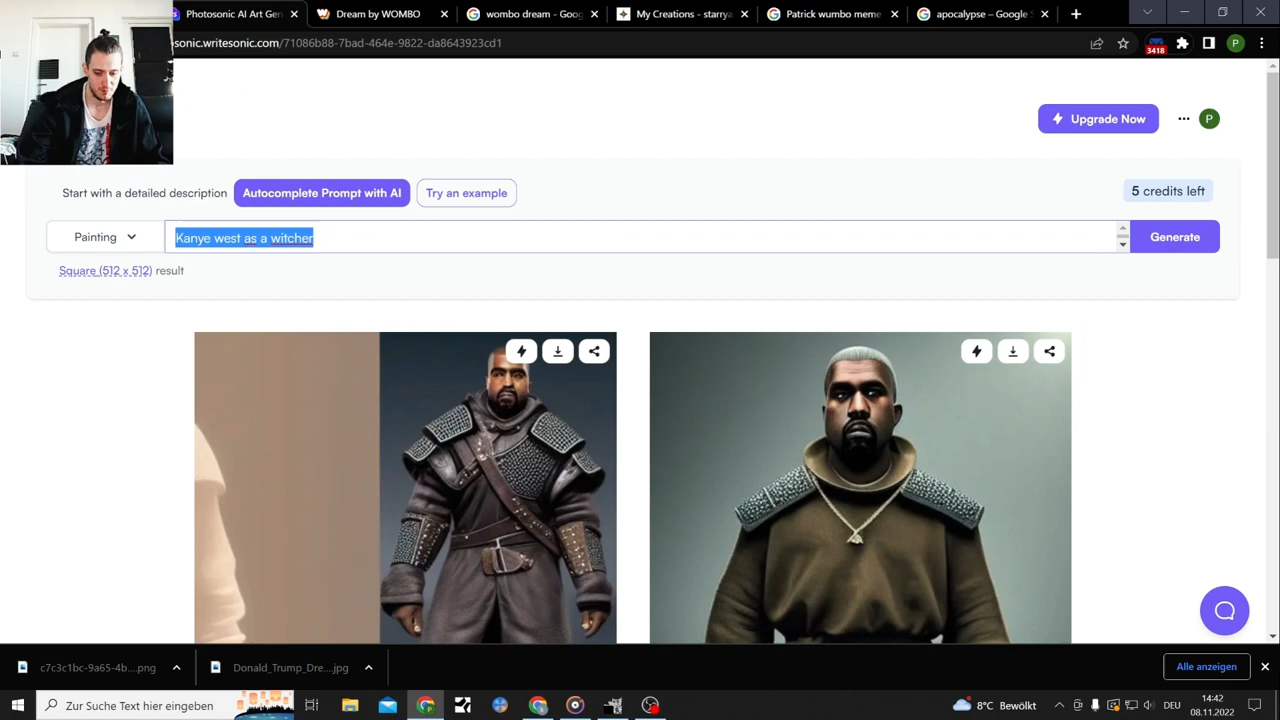 Photosonic AI Art Gen
Dream by WOMBO
wombo dream - Goo
My Creations - starrya
Patrick wumbo meme
apocalypse – Google S
sonic.writesonic.com/71086b88-7bad-464e-9822-da8643923cd1
3418
P
Upgrade Now
P
Start with a detailed description
Autocomplete Prompt with AI
Try an example
5 credits left
Painting
Kanye west as a witcher
Generate
Square (512 x 512) result
c7c3c1bc-9a65-4b....png
Donald_Trump_Dre....jpg
Alle anzeigen
Zur Suche Text hier eingeben
8°C Bewölkt
DEU
14:42
08.11.2022